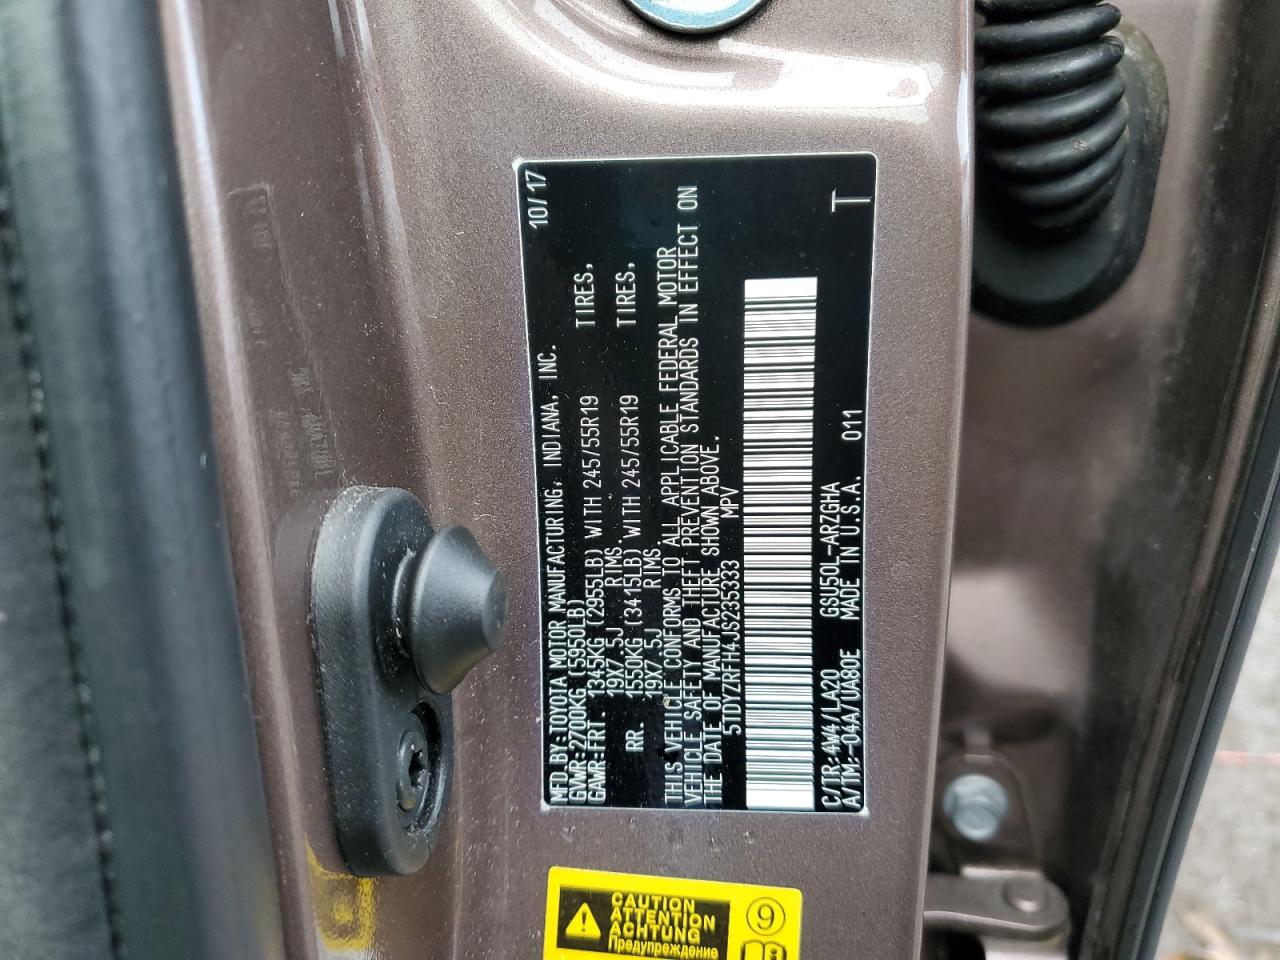 MFD.BY:TOYOTA MOTOR MANUFACTURING, INDIANA, INC. 10/17
GVWR:2700KG (5950LB)
GAWR:FRT. 1345KG (2955LB) WITH 245/55R19 TIRES,
19X7.5J RIMS
RR. 1550KG (3415LB) WITH 245/55R19 TIRES,
19X7.5J RIMS
THIS VEHICLE CONFORMS TO ALL APPLICABLE FEDERAL MOTOR
VEHICLE SAFETY AND THEFT PREVENTION STANDARDS IN EFFECT ON
THE DATE OF MANUFACTURE SHOWN ABOVE.
5TDYZRFH4JS235333 MPV
C/TR:4W4/LA20 GSU50L-ARZGHA
A/TM:-04A/UA80E MADE IN U.S.A. 011 T
CAUTION
ATTENTION
ACHTUNG
Предупреждение
9